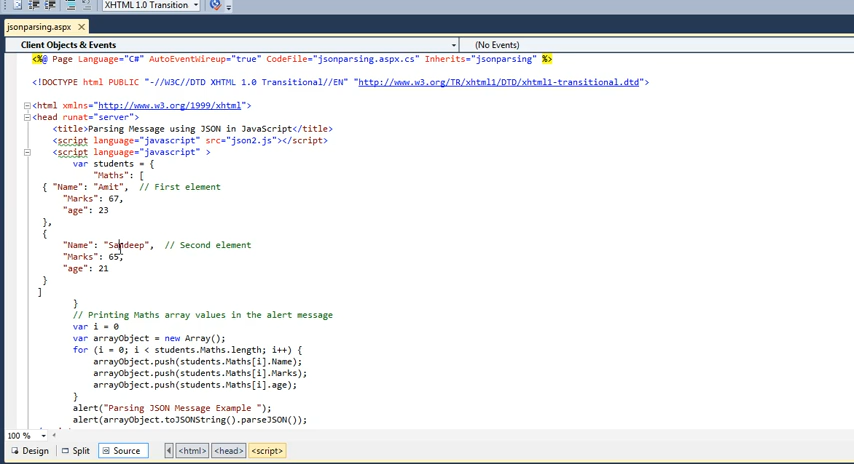 XHTML 1.0 Transition
jsonparsing.aspx
Client Objects & Events (No Events)
<%@ Page Language="C#" AutoEventWireup="true" CodeFile="jsonparsing.aspx.cs" Inherits="jsonparsing" %>
<!DOCTYPE html PUBLIC "-//W3C//DTD XHTML 1.0 Transitional//EN" "http://www.w3.org/TR/xhtml1/DTD/xhtml1-transitional.dtd">
<html xmlns="http://www.w3.org/1999/xhtml">
<head runat="server">
<title>Parsing Message using JSON in JavaScript</title>
<script language="javascript" src="json2.js"></script>
<script language="javascript" >
var students = {
"Maths": [
{ "Name": "Amit", // First element
"Marks": 67,
"age": 23
},
{
"Name": "Sandeep", // Second element
"Marks": 65,
"age": 21
}
]
}
// Printing Maths array values in the alert message
var i = 0
var arrayObject = new Array();
for (i = 0; i < students.Maths.length; i++) {
arrayObject.push(students.Maths[i].Name);
arrayObject.push(students.Maths[i].Marks);
arrayObject.push(students.Maths[i].age);
}
alert("Parsing JSON Message Example ");
alert(arrayObject.toJSONString().parseJSON());
100 %
Design Split Source <html> <head> <script>